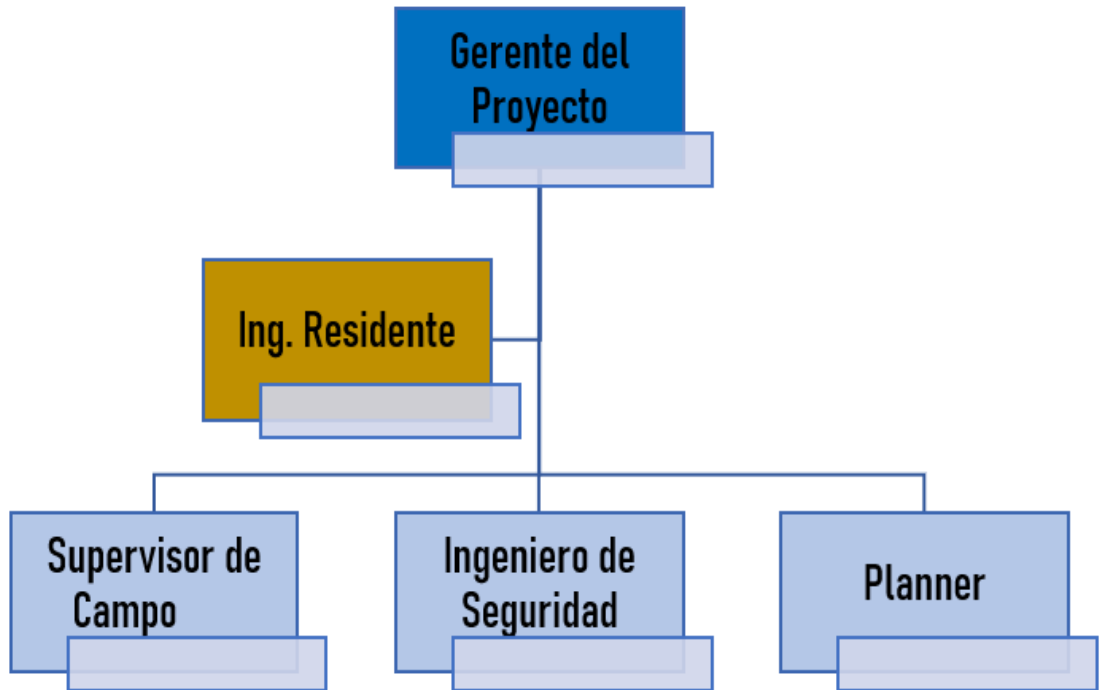 Gerente del
Proyecto
Ing. Residente
Supervisor de
Campo
Ingeniero de
Seguridad
Planner